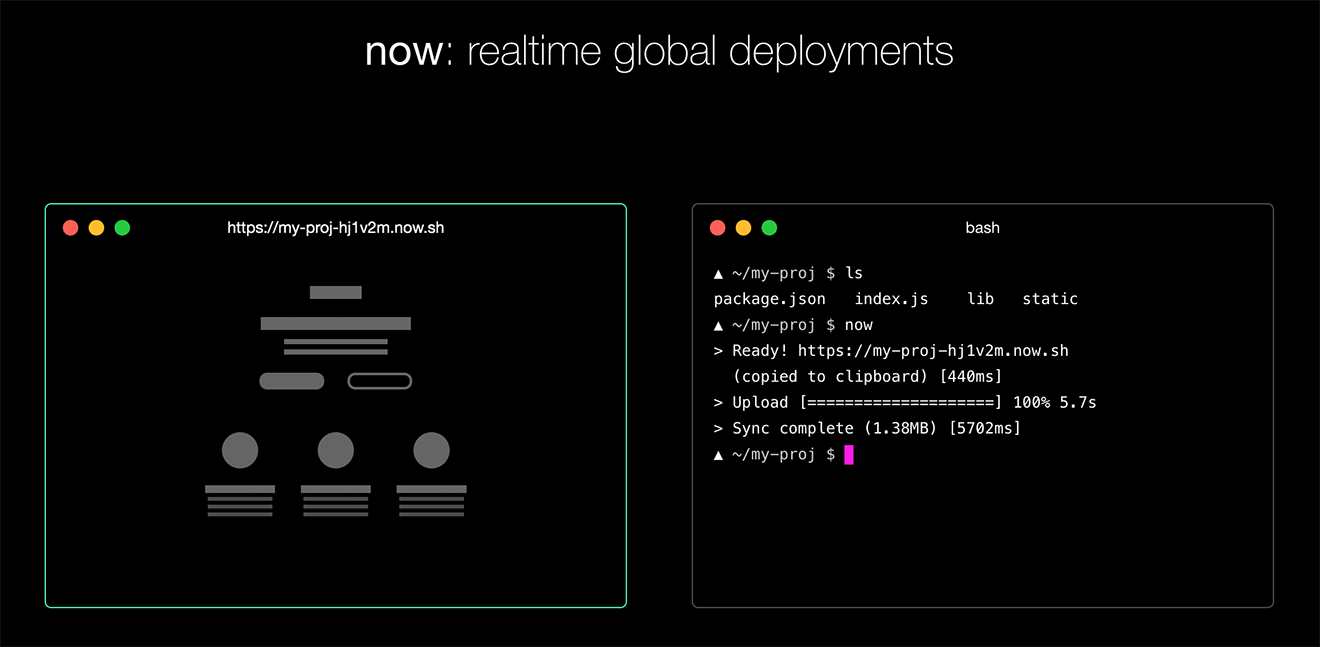 now: realtime global deployments
https://my-proj-hj1v2m.now.sh
bash
▲ ~/my-proj $ ls
package.json   index.js    lib   static
▲ ~/my-proj $ now
> Ready! https://my-proj-hj1v2m.now.sh
  (copied to clipboard) [440ms]
> Upload [====================] 100% 5.7s
> Sync complete (1.38MB) [5702ms]
▲ ~/my-proj $